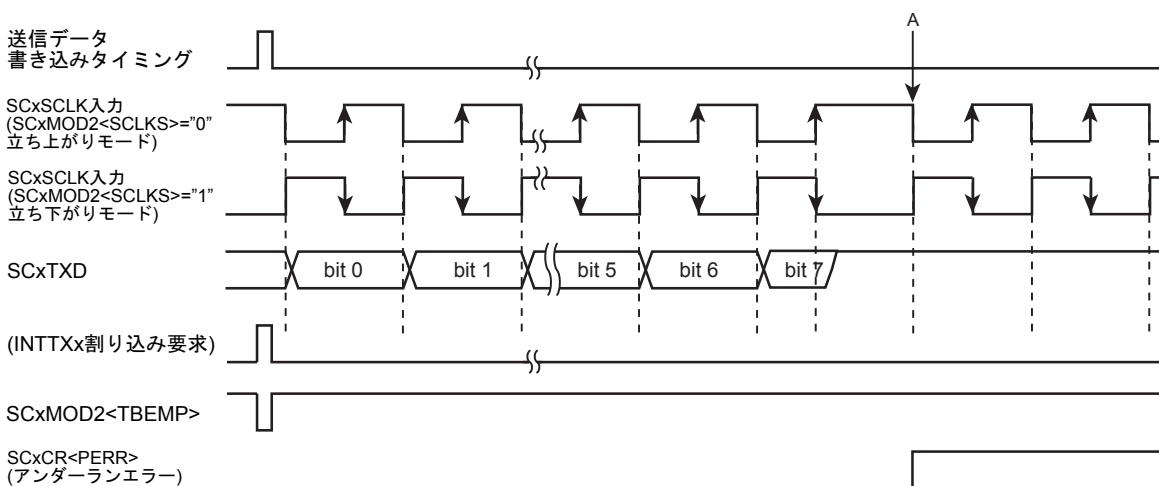 A
送信データ
書き込みタイミング
SCxSCLK入力
(SCxMOD2<SCLKS>="0"
立ち上がりモード)
SCxSCLK入力
(SCxMOD2<SCLKS>="1"
立ち下がりモード)
SCxTXD
bit 0 bit 1 bit 5 bit 6 bit 7
(INTTXx割り込み要求)
SCxMOD2<TBEMP>
SCxCR<PERR>
(アンダーランエラー)